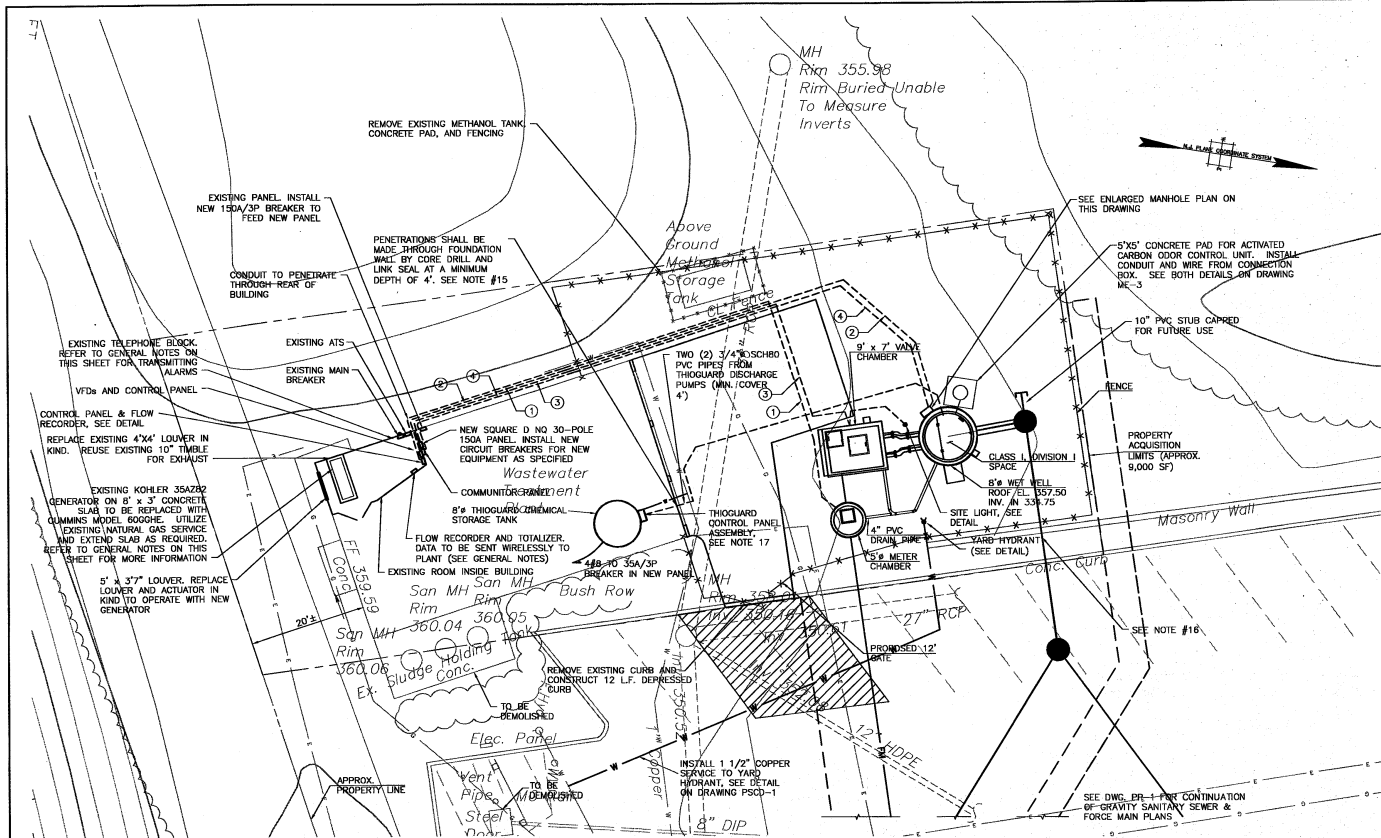 MH
Rim 355.98
Rim Buried Unable
To Measure
Inverts
REMOVE EXISTING METHANOL TANK,
CONCRETE PAD, AND FENCING
N.J. PLANE COORDINATE SYSTEM
EXISTING PANEL. INSTALL
NEW 150A/3P BREAKER TO
FEED NEW PANEL
SEE ENLARGED MANHOLE PLAN ON
THIS DRAWING
PENETRATIONS SHALL BE
MADE THROUGH FOUNDATION
WALL BY CORE DRILL AND
LINK SEAL AT A MINIMUM
DEPTH OF 4'. SEE NOTE #15
Above
Ground
Methanol
Storage
Tank
Fence
5'X5' CONCRETE PAD FOR ACTIVATED
CARBON ODOR CONTROL UNIT. INSTALL
CONDUIT AND WIRE FROM CONNECTION
BOX. SEE BOTH DETAILS ON DRAWING
ME-3
CONDUIT TO PENETRATE
THROUGH REAR OF
BUILDING
10" PVC STUB CAPPED
FOR FUTURE USE
EXISTING TELEPHONE BLOCK.
REFER TO GENERAL NOTES ON
THIS SHEET FOR TRANSMITTING
ALARMS
EXISTING ATS
EXISTING MAIN
BREAKER
9' x 7' VALVE
CHAMBER
TWO (2) 3/4"ø SCH80
PVC PIPES FROM
THIOGUARD DISCHARGE
PUMPS (MIN. COVER
4')
4
2
3
1
2
4
1
3
FENCE
VFDs AND CONTROL PANEL
CONTROL PANEL & FLOW
RECORDER, SEE DETAIL
REPLACE EXISTING 4'X4' LOUVER IN
KIND. REUSE EXISTING 10" TIMBLE
FOR EXHAUST
NEW SQUARE D NQ 30-POLE
150A PANEL. INSTALL NEW
CIRCUIT BREAKERS FOR NEW
EQUIPMENT AS SPECIFIED
Wastewater
Treatment
COMMUNITOR PANEL
PROPERTY
ACQUISITION
LIMITS (APPROX.
9,000 SF)
CLASS I, DIVISION I
SPACE
8'ø WET WELL
ROOF EL. 357.50
INV. IN 334.75
SITE LIGHT, SEE
DETAIL
EXISTING KOHLER 35AZ82
GENERATOR ON 8' x 3' CONCRETE
SLAB TO BE REPLACED WITH
CUMMINS MODEL 60GGHE. UTILIZE
EXISTING NATURAL GAS SERVICE
AND EXTEND SLAB AS REQUIRED.
REFER TO GENERAL NOTES ON THIS
SHEET FOR MORE INFORMATION
8'ø THIOGUARD CHEMICAL
STORAGE TANK
THIOGUARD
CONTROL PANEL
ASSEMBLY,
SEE NOTE 17
4" PVC
DRAIN PIPE
YARD HYDRANT
(SEE DETAIL)
Masonry Wall
FLOW RECORDER AND TOTALIZER.
DATA TO BE SENT WIRELESSLY TO
PLANT (SEE GENERAL NOTES)
EXISTING ROOM INSIDE BUILDING
4#8 TO 35A/3P
BREAKER IN NEW PANEL
5'ø METER
CHAMBER
Conc. Curb
5' x 3'7" LOUVER. REPLACE
LOUVER AND ACTUATOR IN
KIND TO OPERATE WITH NEW
GENERATOR
FF 359.59
Conc.
San MH
Rim
360.04
San MH
Rim
360.05
Bush Row
MH
27" RCP
20'±
San MH
Rim
360.06
Ex. Sludge Holding Tank
Conc.
SEE NOTE #16
PROPOSED 12'
GATE
REMOVE EXISTING CURB AND
CONSTRUCT 12 L.F. DEPRESSED
CURB
TO BE
DEMOLISHED
Elec. Panel
12" HDPE
Copper
INSTALL 1 1/2" COPPER
SERVICE TO YARD
HYDRANT, SEE DETAIL
ON DRAWING PSCD-1
APPROX.
PROPERTY LINE
Vent
Pipe
Steel
Door
TO BE
DEMOLISHED
8" DIP
SEE DWG. PR-1 FOR CONTINUATION
OF GRAVITY SANITARY SEWER &
FORCE MAIN PLANS